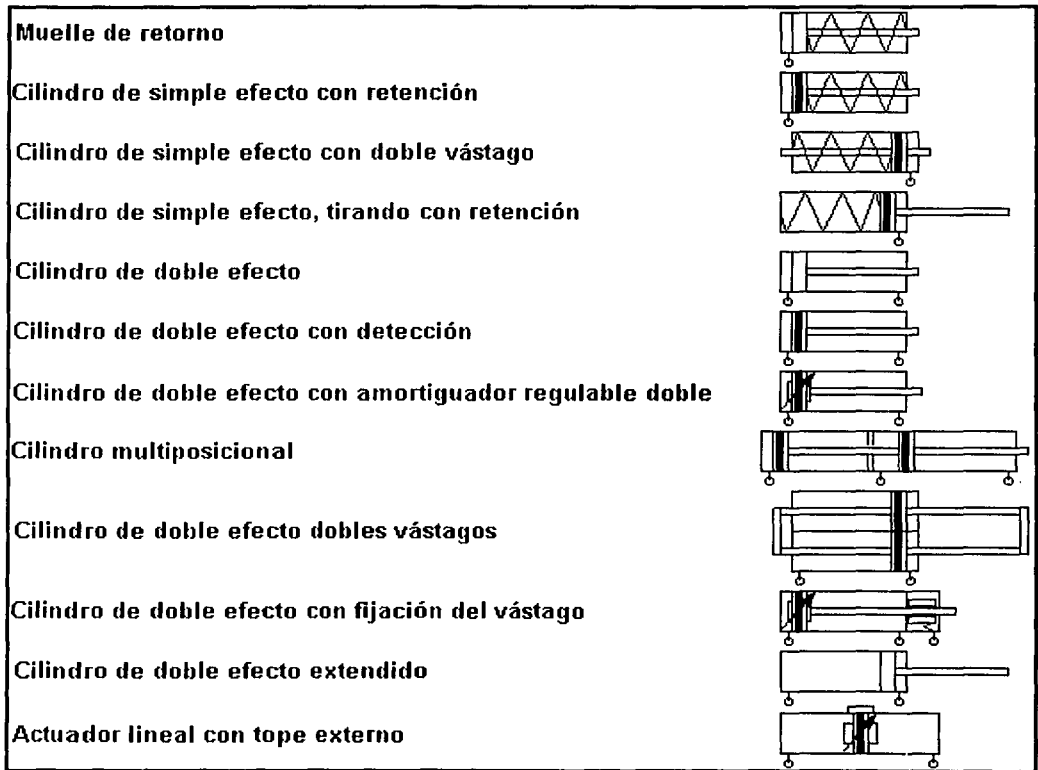 Muelle de retorno
Cilindro de simple efecto con retención
Cilindro de simple efecto con doble vástago
Cilindro de simple efecto, tirando con retención
Cilindro de doble efecto
Cilindro de doble efecto con detección
Cilindro de doble efecto con amortiguador regulable doble
Cilindro multiposicional
Cilindro de doble efecto dobles vástagos
Cilindro de doble efecto con fijación del vástago
Cilindro de doble efecto extendido
Actuador lineal con tope externo